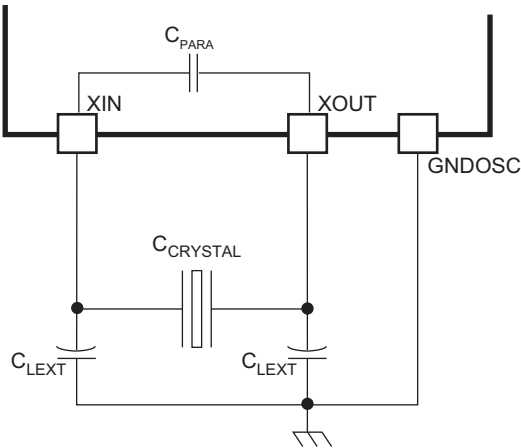 CPARA
XIN
XOUT
GNDOSC
CCRYSTAL
CLEXT
CLEXT